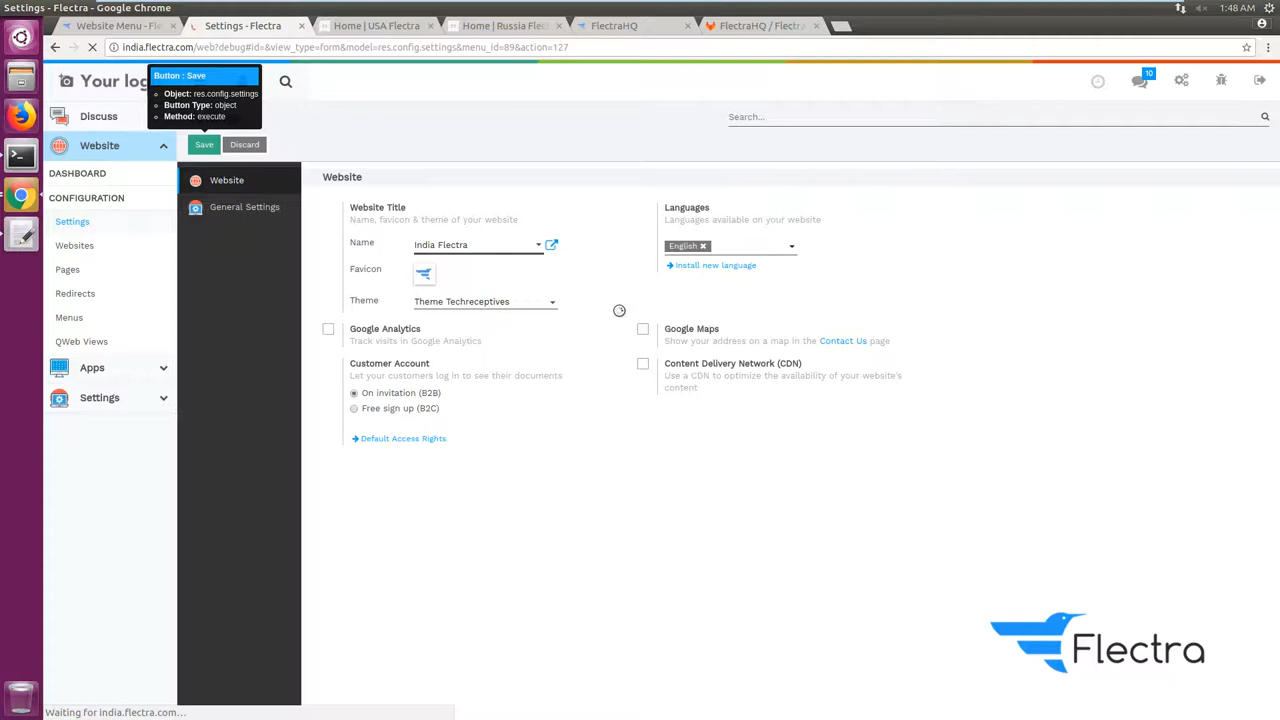 Settings - Flectra - Google Chrome
1:48 AM
Website Menu - Flectra
Settings - Flectra
Home | USA Flectra
Home | Russia Flectra
FlectraHQ
FlectraHQ / Flectra
india.flectra.com/web?debug#id=&view_type=form&model=res.config.settings&menu_id=89&action=127
Your log
Button : Save
Object: res.config.settings
Button Type: object
Method: execute
10
Discuss
Search...
Website
Save
Discard
DASHBOARD
CONFIGURATION
Settings
Websites
Pages
Redirects
Menus
QWeb Views
Apps
Settings
Website
General Settings
Website
Website Title
Name, favicon & theme of your website
Name
India Flectra
Favicon
Theme
Theme Techreceptives
Languages
Languages available on your website
English
Install new language
Google Analytics
Track visits in Google Analytics
Google Maps
Show your address on a map in the Contact Us page
Customer Account
Let your customers log in to see their documents
On invitation (B2B)
Free sign up (B2C)
Default Access Rights
Content Delivery Network (CDN)
Use a CDN to optimize the availability of your website's
content
Flectra
Waiting for india.flectra.com...